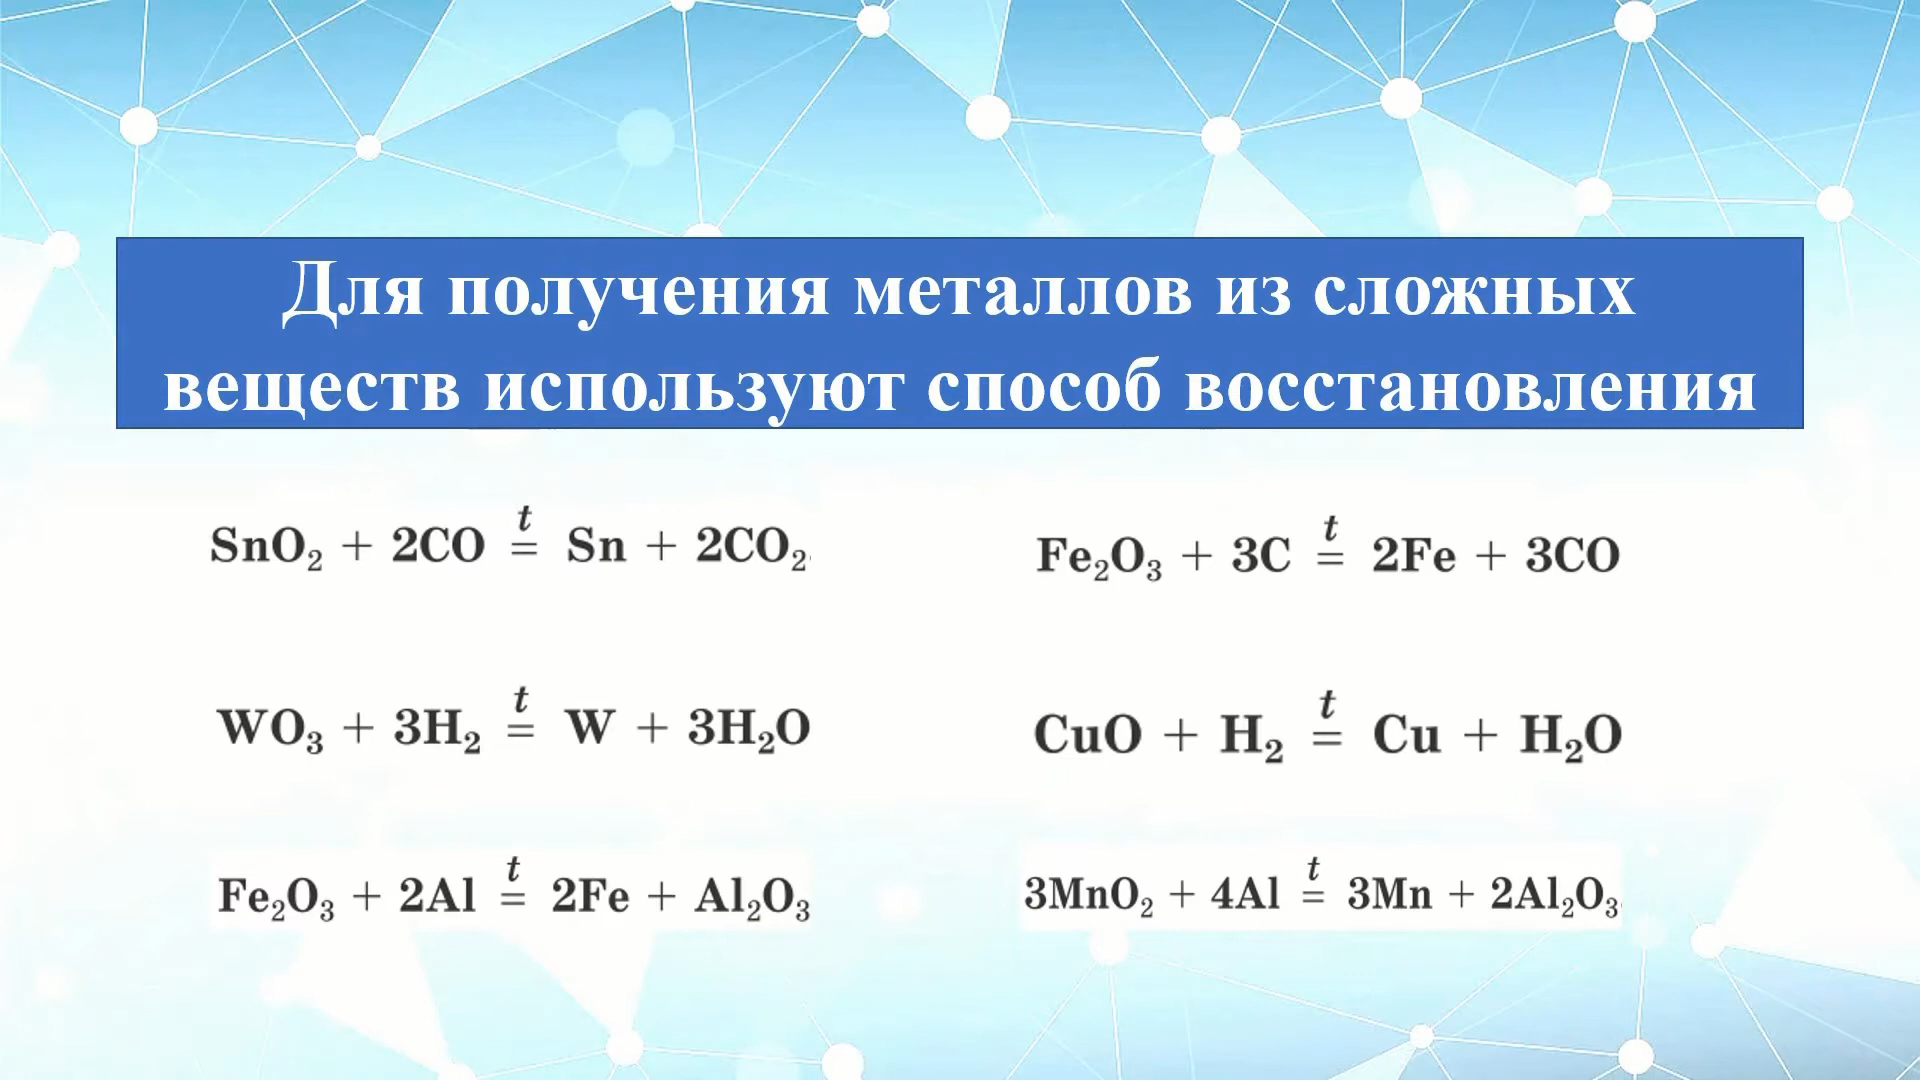 Для получения металлов из сложных
веществ используют способ восстановления
SnO₂ + 2CO =ᵗ Sn + 2CO₂
Fe₂O₃ + 3C =ᵗ 2Fe + 3CO
WO₃ + 3H₂ =ᵗ W + 3H₂O
CuO + H₂ =ᵗ Cu + H₂O
Fe₂O₃ + 2Al =ᵗ 2Fe + Al₂O₃
3MnO₂ + 4Al =ᵗ 3Mn + 2Al₂O₃